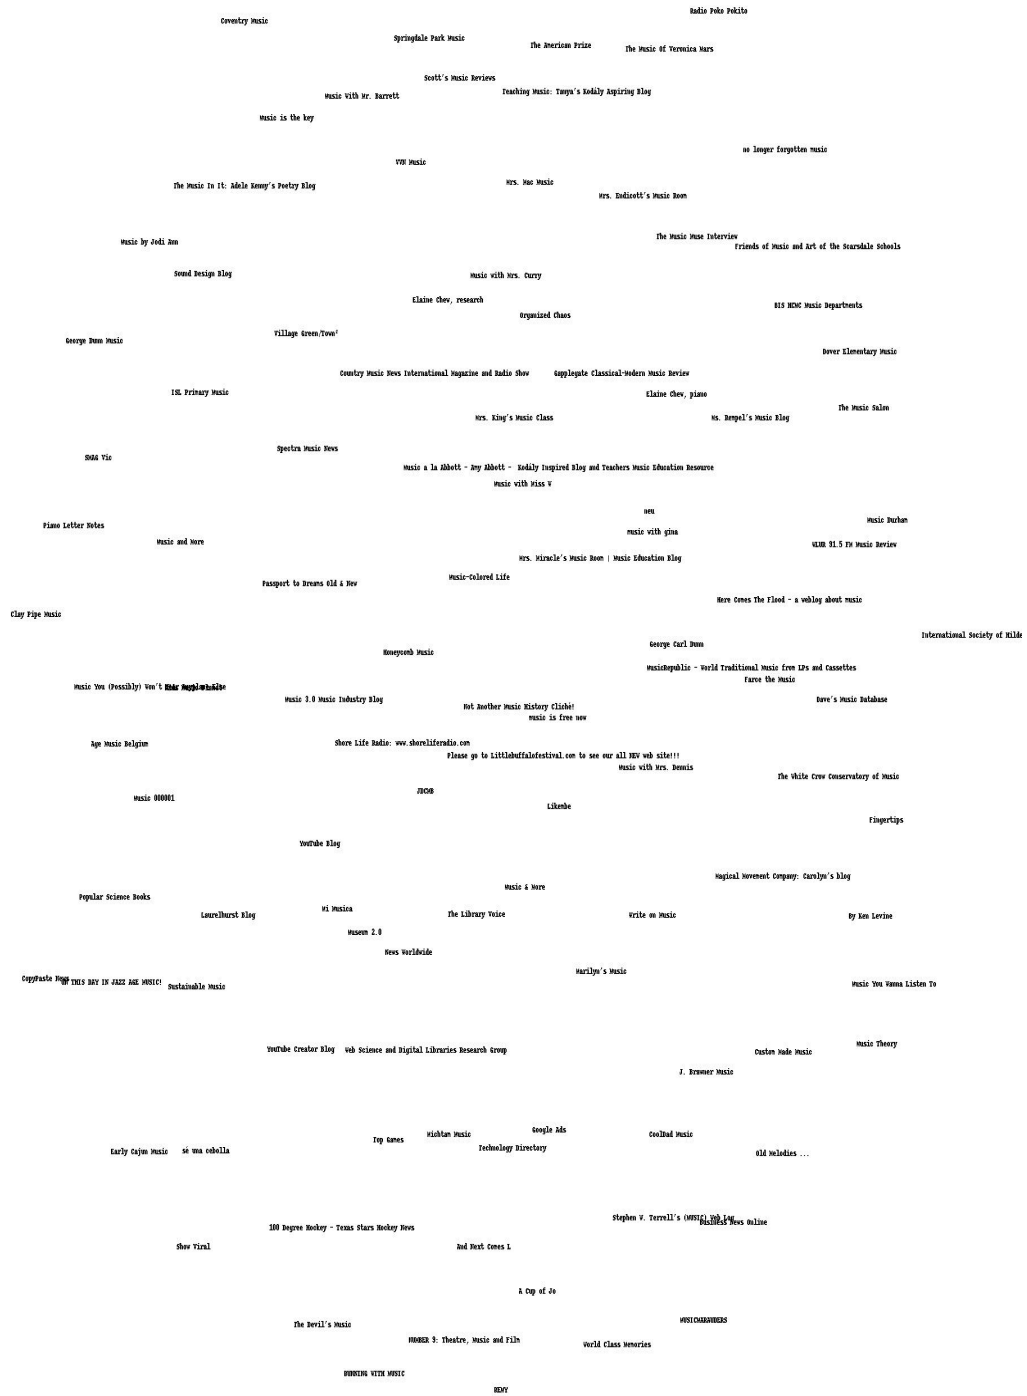 Radio Poko Pokito
Coventry Music
Springdale Park Music
The American Prize
The Music Of Veronica Mars
Scott's Music Reviews
Teaching Music: Tanya's Kodály Aspiring Blog
Music With Mr. Barrett
Music is the key
no longer forgotten music
VVN Music
Mrs. Mac Music
The Music In It: Adele Kenny's Poetry Blog
Mrs. Endicott's Music Room
The Music Muse Interview
Music by Jodi Ann
Friends of Music and Art of the Scarsdale Schools
Sound Design Blog
Music with Mrs. Curry
Elaine Chew, research
BIS HCMC Music Departments
Organized Chaos
Village Green/Town²
George Dunn Music
Dover Elementary Music
Country Music News International Magazine and Radio Show
Gapplegate Classical-Modern Music Review
ISL Primary Music
Elaine Chew, piano
The Music Salon
Mrs. King's Music Class
Ms. Dempel's Music Blog
Spectra Music News
SMAG Vic
Music a la Abbott - Amy Abbott - Kodály Inspired Blog and Teachers Music Education Resource
Music with Miss W
neu
Music Durham
Piano Letter Notes
music with gina
Music and More
WLUR 91.5 FM Music Review
Mrs. Miracle's Music Room | Music Education Blog
Music-Colored Life
Passport to Dreams Old & New
Here Comes The Flood - a weblog about music
Clay Pipe Music
International Society of Hilde
George Carl Dunn
Honeycomb Music
MusicRepublic - World Traditional Music from LPs and Cassettes
Farce the Music
Music You (Possibly) Won't Hear Anyplace Else
Music 3.0 Music Industry Blog
Dave's Music Database
Not Another Music History Cliché!
music is free now
Age Music Belgium
Shore Life Radio: www.shoreliferadio.com
Please go to Littlebuffalofestival.com to see our all NEW web site!!!
Music with Mrs. Dennis
The White Crow Conservatory of Music
JDCMB
Music 000001
Likembe
Fingertips
YouTube Blog
Magical Movement Company: Carolyn's blog
Music & More
Popular Science Books
Mi Musica
Laurelhurst Blog
The Library Voice
Write on Music
By Ken Levine
Museum 2.0
News Worldwide
Marilyn's Music
CopyPaste News
ON THIS DAY IN JAZZ AGE MUSIC!
Sustainable Music
Music You Wanna Listen To
Music Theory
YouTube Creator Blog
Web Science and Digital Libraries Research Group
Custom Made Music
J. Browner Music
Google Ads
Michtam Music
CoolDad Music
Top Games
Technology Directory
Early Cajun Music
sé una cebolla
Old Melodies ...
Stephen W. Terrell's (MUSIC) Web Log
Business News Online
100 Degree Hockey - Texas Stars Hockey News
Show Viral
And Next Comes L
A Cup of Jo
MUSICMARAUDERS
The Devil's Music
NUMBER 9: Theatre, Music and Film
World Class Memories
RUNNING WITH MUSIC
REMY